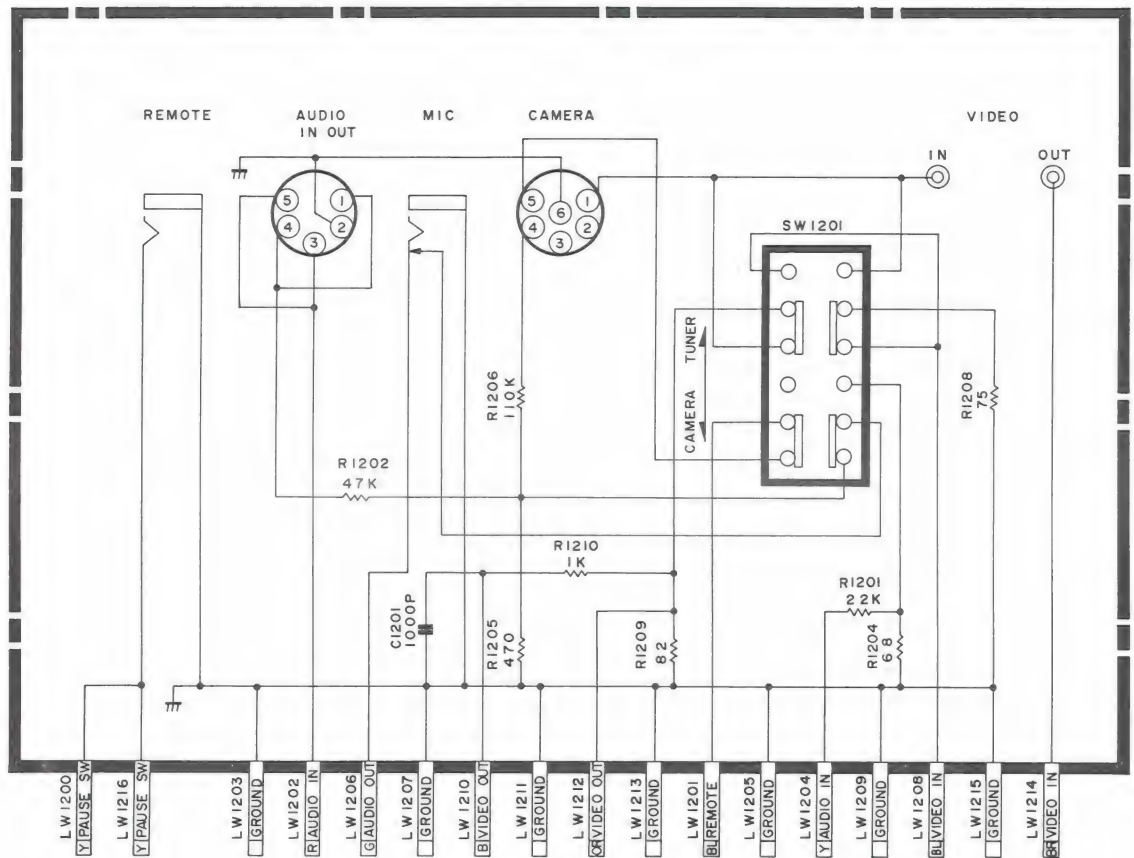 REMOTE
AUDIO
IN OUT
MIC
CAMERA
VIDEO
IN
OUT
5
1
4
2
3
5
1
6
4
2
3
SW1201
TUNER
CAMERA
R1206
110K
R1208
75
R1202
47K
R1210
1K
R1201
22K
C1201
1000P
R1205
470
R1209
82
R1204
68
LW1200
Y PAUSE SW
LW1216
Y PAUSE SW
LW1203
GROUND
LW1202
R AUDIO IN
LW1206
G AUDIO OUT
LW1207
GROUND
LW1210
B VIDEO OUT
LW1211
GROUND
LW1212
OR VIDEO OUT
LW1213
GROUND
LW1201
BL REMOTE
LW1205
GROUND
LW1204
Y AUDIO IN
LW1209
GROUND
LW1208
BL VIDEO IN
LW1215
GROUND
LW1214
BR VIDEO IN